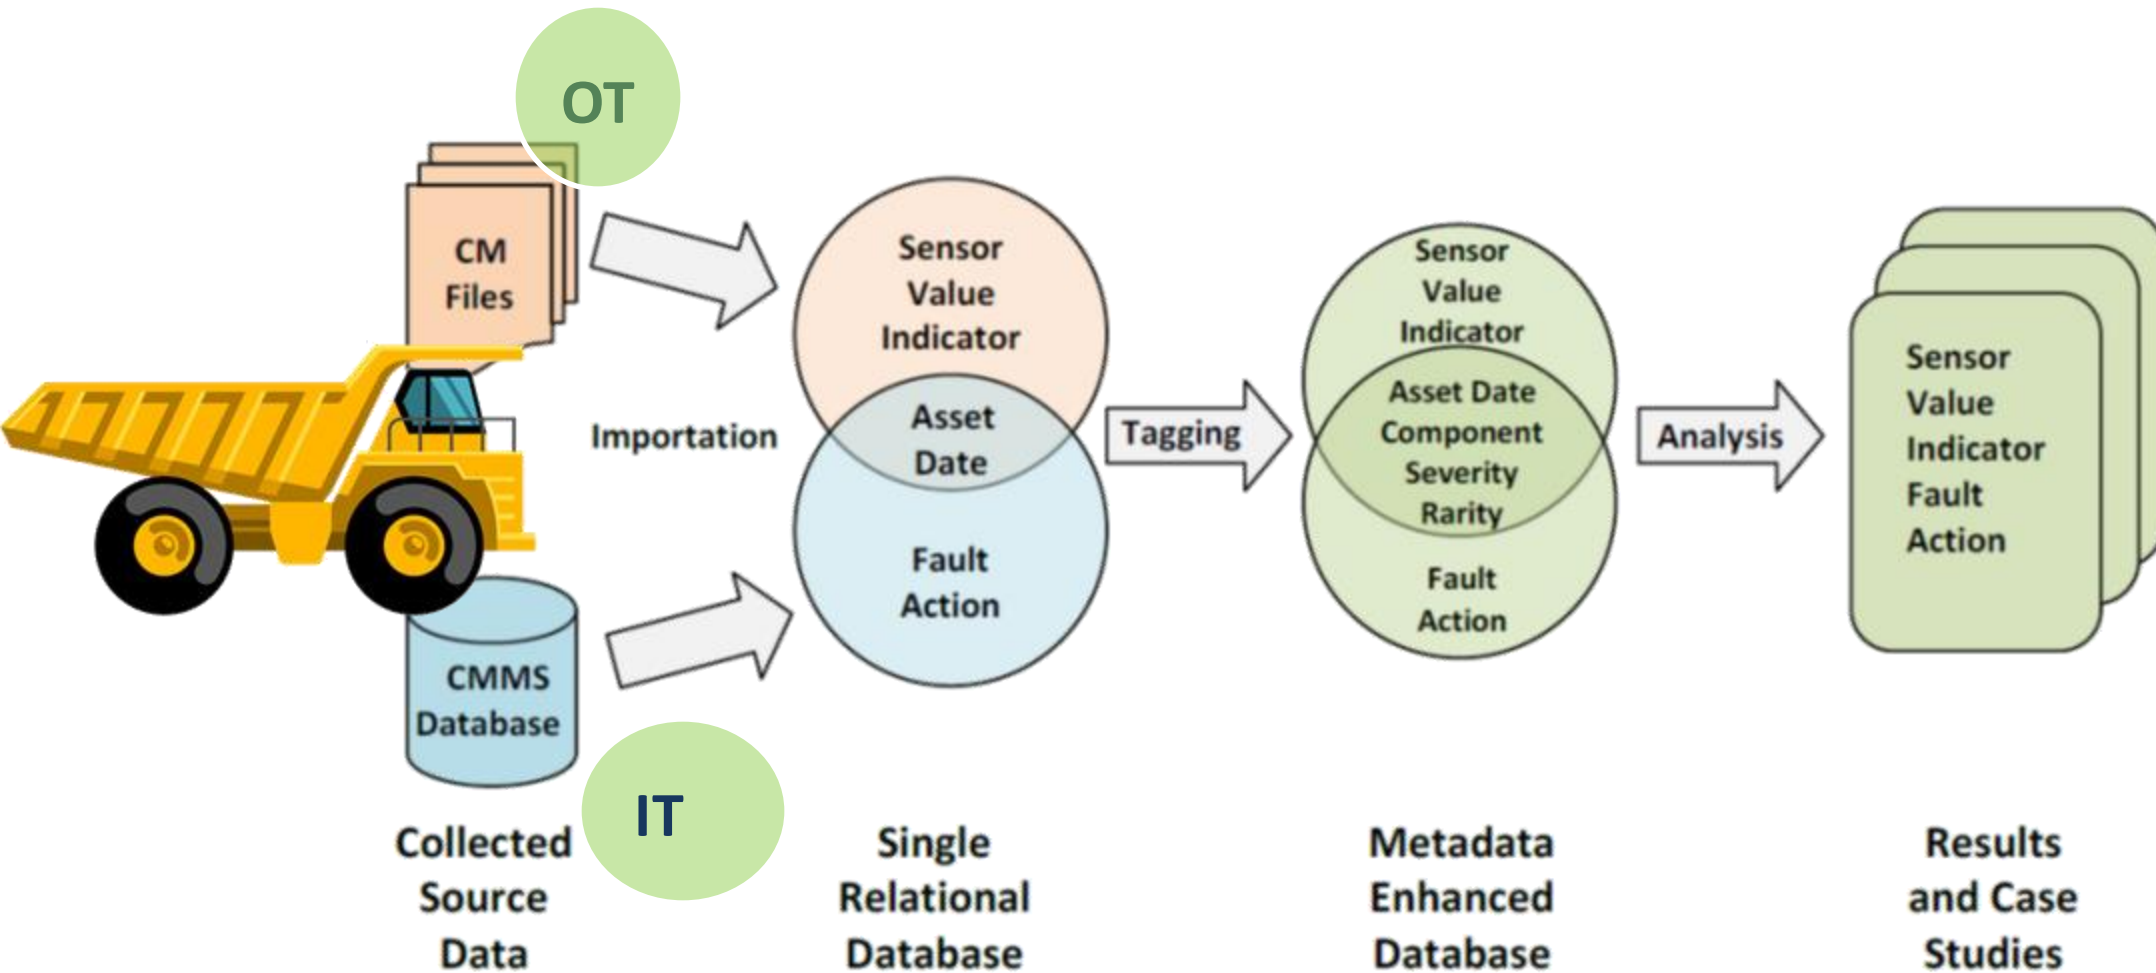 OT
CM
Files
Importation
CMMS
Database
IT
Collected
Source
Data
Sensor
Value
Indicator
Asset
Date
Fault
Action
Single
Relational
Database
Tagging
Sensor
Value
Indicator
Asset Date
Component
Severity
Rarity
Fault
Action
Metadata
Enhanced
Database
Analysis
Sensor
Value
Indicator
Fault
Action
Results
and Case
Studies